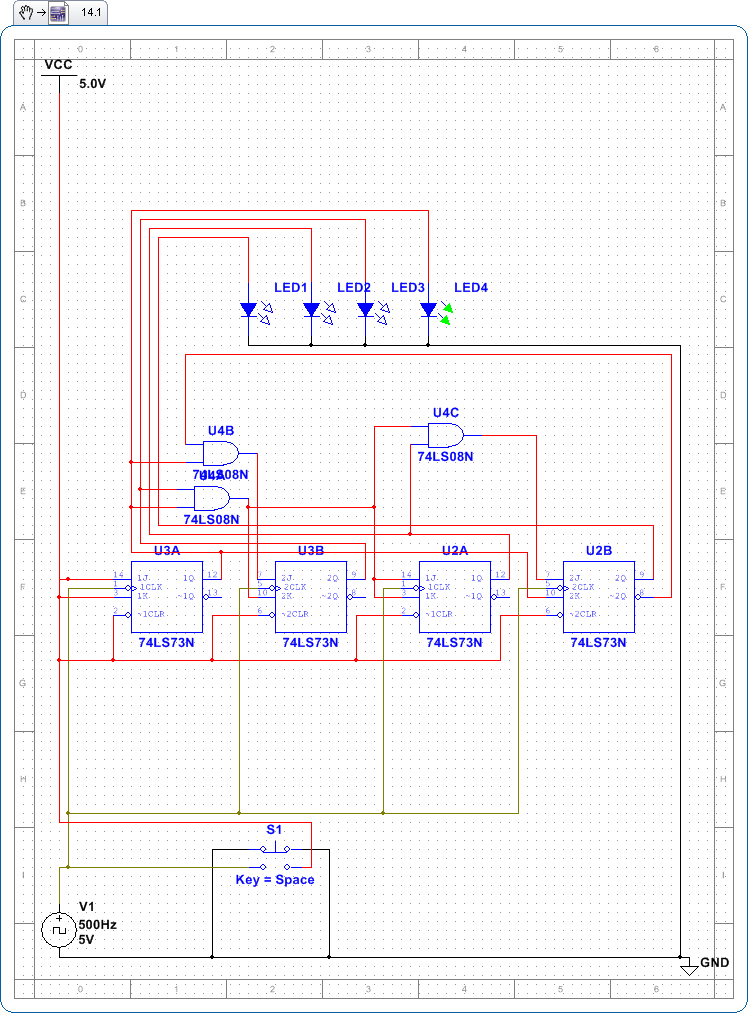 14.1
0 1 2 3 4 5 6
VCC
5.0V
A A
B B
C C
LED1 LED2 LED3 LED4
D D
U4C
U4B
74LS08N
74LS08N
U4A
E E
74LS08N
U3A U3B U2A U2B
14 1J 1Q 12 7 2J 2Q 9 14 1J 1Q 12 7 2J 2Q 9
1 1CLK 5 2CLK 1 1CLK 5 2CLK
3 1K ~1Q 13 10 2K ~2Q 8 3 1K ~1Q 13 10 2K ~2Q 8
F F
2 ~1CLR 6 ~2CLR 2 ~1CLR 6 ~2CLR
74LS73N 74LS73N 74LS73N 74LS73N
G G
H H
S1
I I
Key = Space
V1
500Hz
5V
GND
0 1 2 3 4 5 6